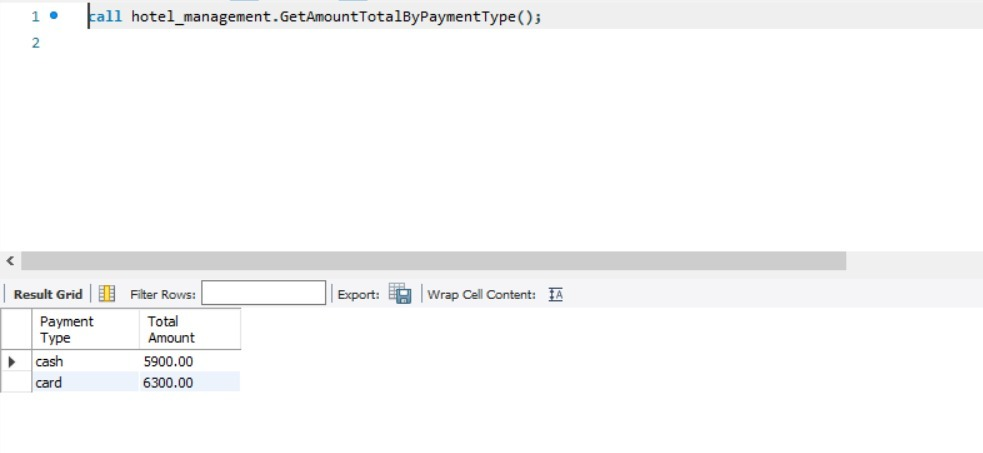 1 call hotel_management.GetAmountTotalByPaymentType();
2
Result Grid Filter Rows: Export: Wrap Cell Content: IA
Payment Type Total Amount
cash 5900.00
card 6300.00